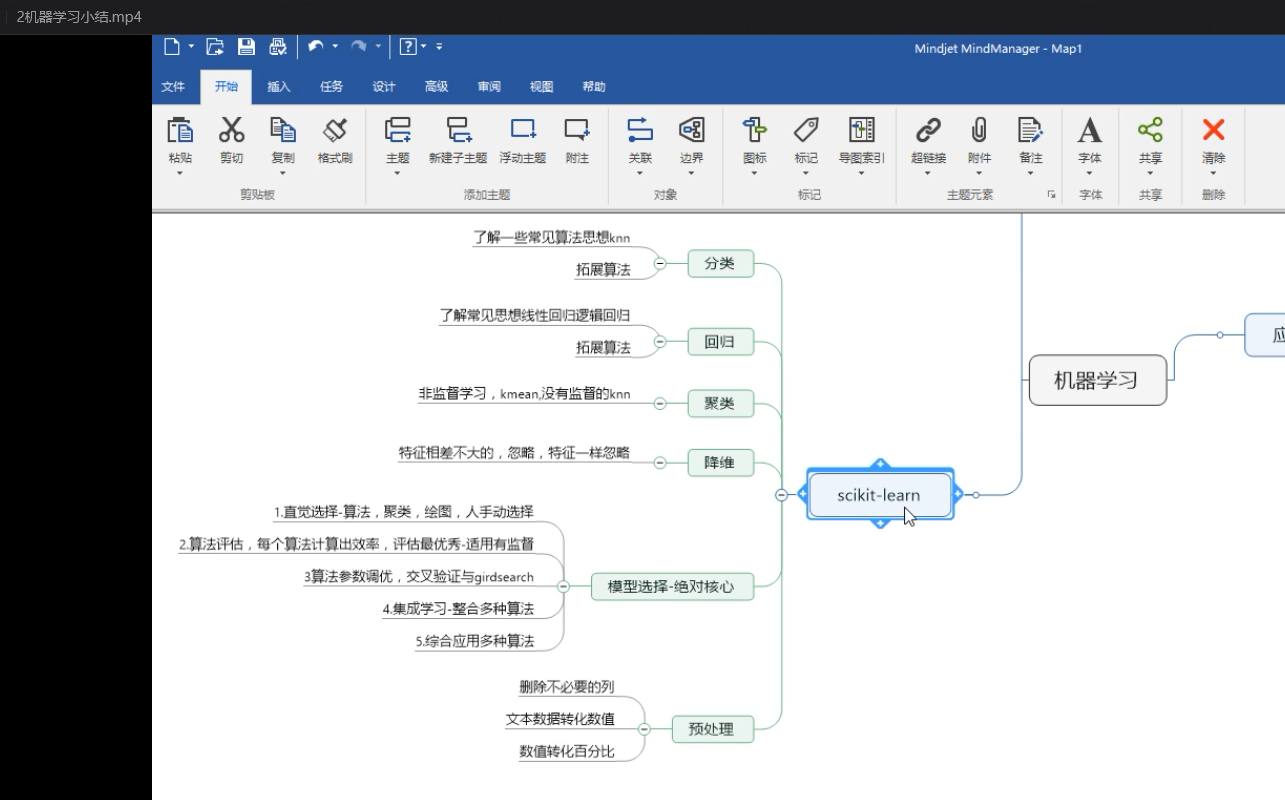 2机器学习小结.mp4
Mindjet MindManager - Map1
文件 开始 插入 任务 设计 高级 审阅 视图 帮助
粘贴 剪切 复制 格式刷 主题 新建子主题 浮动主题 附注 关联 边界 图标 标记 导图索引 超链接 附件 备注 字体 共享 清除
剪贴板 添加主题 对象 标记 主题元素 字体 共享 删除
了解一些常见算法思想knn
拓展算法
分类
了解常见思想线性回归逻辑回归
拓展算法
回归
非监督学习，kmean,没有监督的knn
聚类
特征相差不大的，忽略，特征一样忽略
降维
1.直觉选择-算法，聚类，绘图，人手动选择
2.算法评估，每个算法计算出效率，评估最优秀-适用有监督
3算法参数调优，交叉验证与girdsearch
4.集成学习-整合多种算法
5.综合应用多种算法
模型选择-绝对核心
删除不必要的列
文本数据转化数值
数值转化百分比
预处理
scikit-learn
机器学习
应